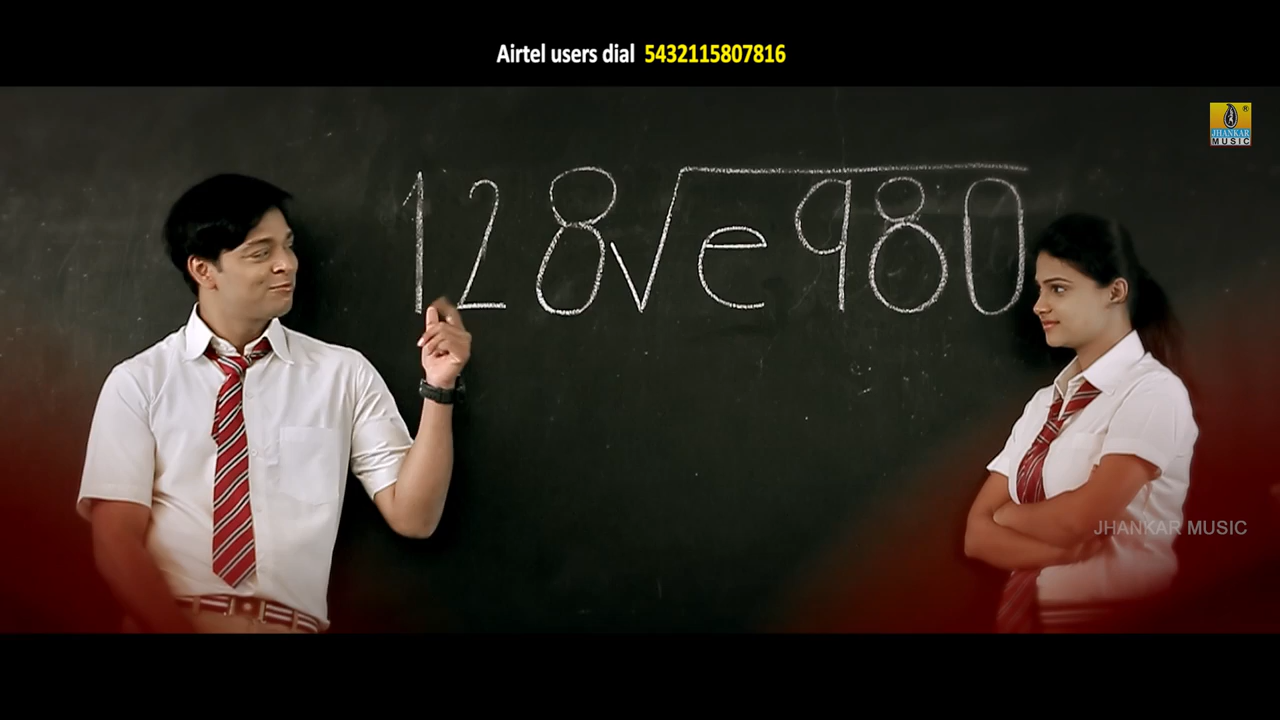 Airtel users dial 5432115807816
JHANKAR
MUSIC
128√e980
JHANKAR MUSIC